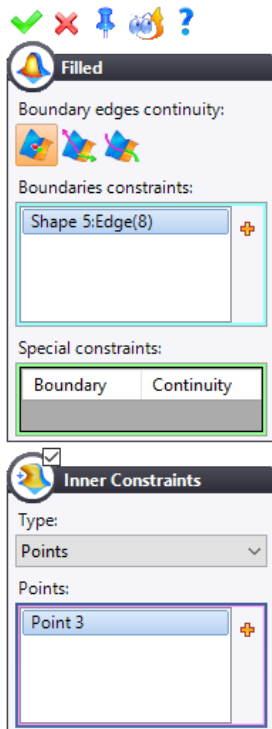 Filled
Boundary edges continuity:
Boundaries constraints:
Shape 5:Edge(8)
Special constraints:
Boundary Continuity
Inner Constraints
Type:
Points
Points:
Point 3